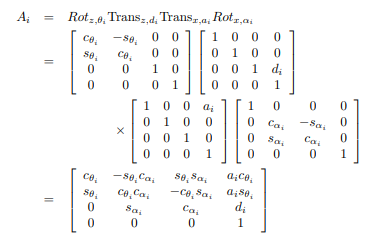 A_i = Rot_{z,θ_i} Trans_{z,d_i} Trans_{x,a_i} Rot_{x,α_i}
= [ c_{θ_i} −s_{θ_i} 0 0 ] [ 1 0 0 0 ]
[ s_{θ_i} c_{θ_i} 0 0 ] [ 0 1 0 0 ]
[ 0 0 1 0 ] [ 0 0 1 d_i ]
[ 0 0 0 1 ] [ 0 0 0 1 ]
× [ 1 0 0 a_i ] [ 1 0 0 0 ]
[ 0 1 0 0 ] [ 0 c_{α_i} −s_{α_i} 0 ]
[ 0 0 1 0 ] [ 0 s_{α_i} c_{α_i} 0 ]
[ 0 0 0 1 ] [ 0 0 0 1 ]
= [ c_{θ_i} −s_{θ_i}c_{α_i} s_{θ_i}s_{α_i} a_ic_{θ_i} ]
[ s_{θ_i} c_{θ_i}c_{α_i} −c_{θ_i}s_{α_i} a_is_{θ_i} ]
[ 0 s_{α_i} c_{α_i} d_i ]
[ 0 0 0 1 ]